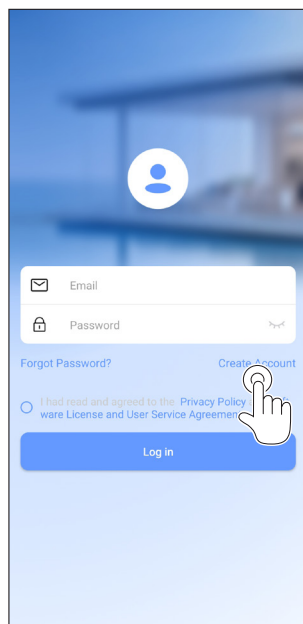 Email
Password
Forgot Password?
Create Account
I had read and agreed to the Privacy Policy
ware License and User Service Agreemen
Log in